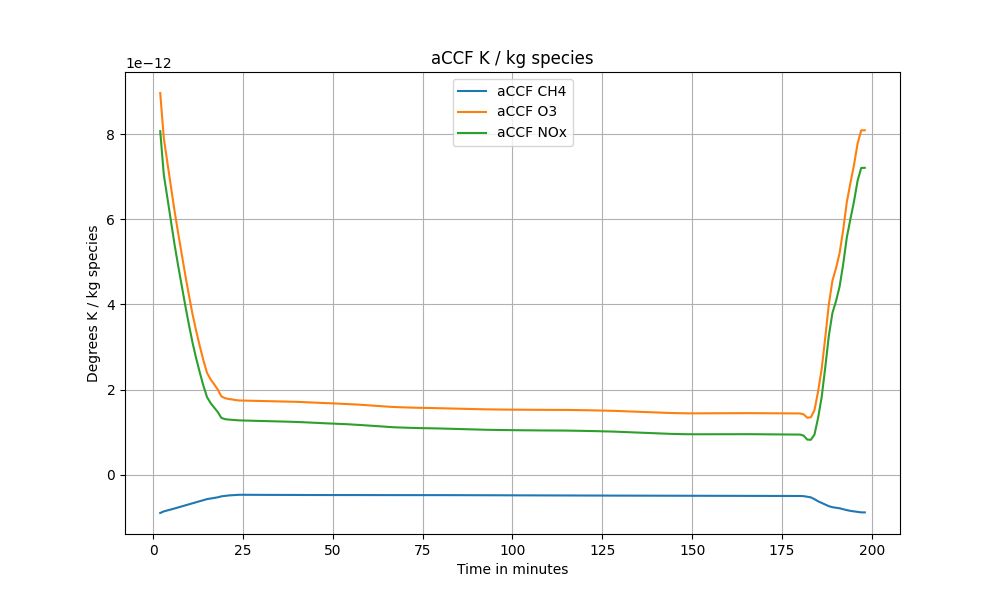 aCCF K / kg species
1e−12
aCCF CH4
aCCF O3
aCCF NOx
Degrees K / kg species
8
6
4
2
0
0 25 50 75 100 125 150 175 200
Time in minutes